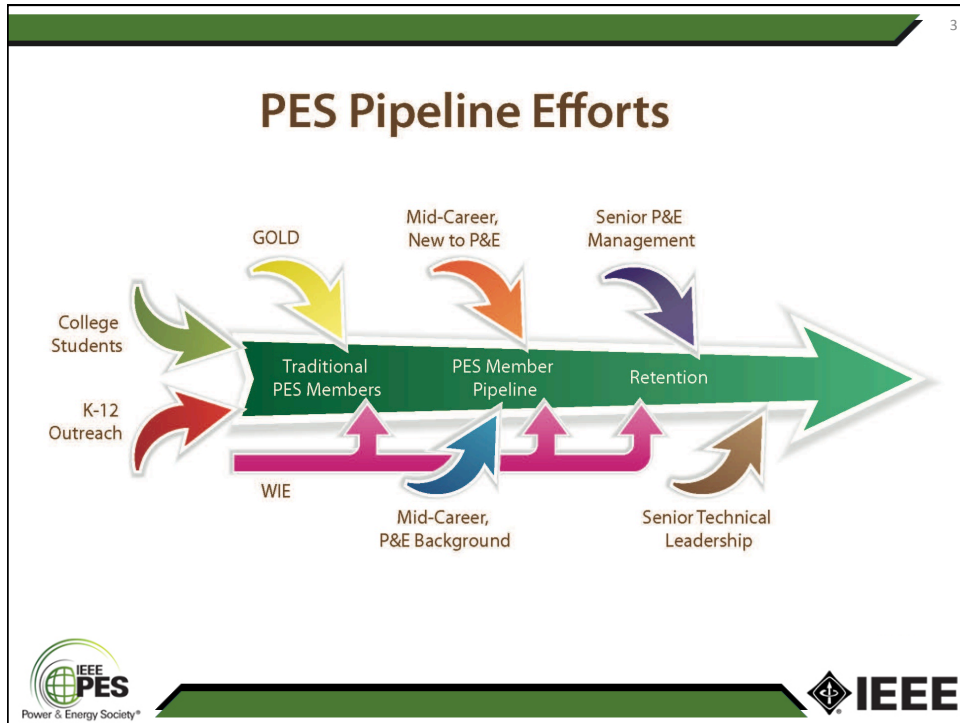 3
PES Pipeline Efforts
GOLD
Mid-Career,
New to P&E
Senior P&E
Management
College
Students
K-12
Outreach
Traditional
PES Members
PES Member
Pipeline
Retention
WIE
Mid-Career,
P&E Background
Senior Technical
Leadership
IEEE
PES
Power & Energy Society®
IEEE